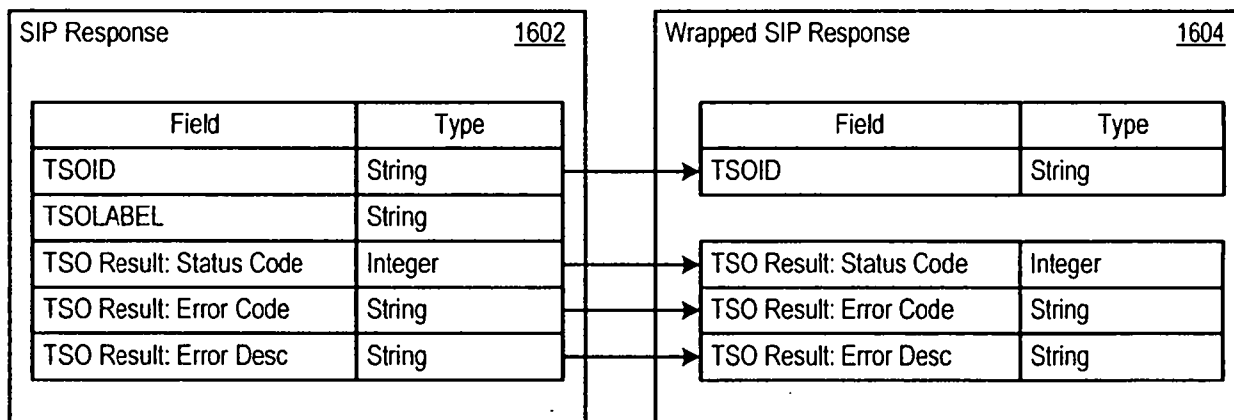 SIP Response 1602
Field Type
TSOID String
TSOLABEL String
TSO Result: Status Code Integer
TSO Result: Error Code String
TSO Result: Error Desc String
Wrapped SIP Response 1604
Field Type
TSOID String
TSO Result: Status Code Integer
TSO Result: Error Code String
TSO Result: Error Desc String